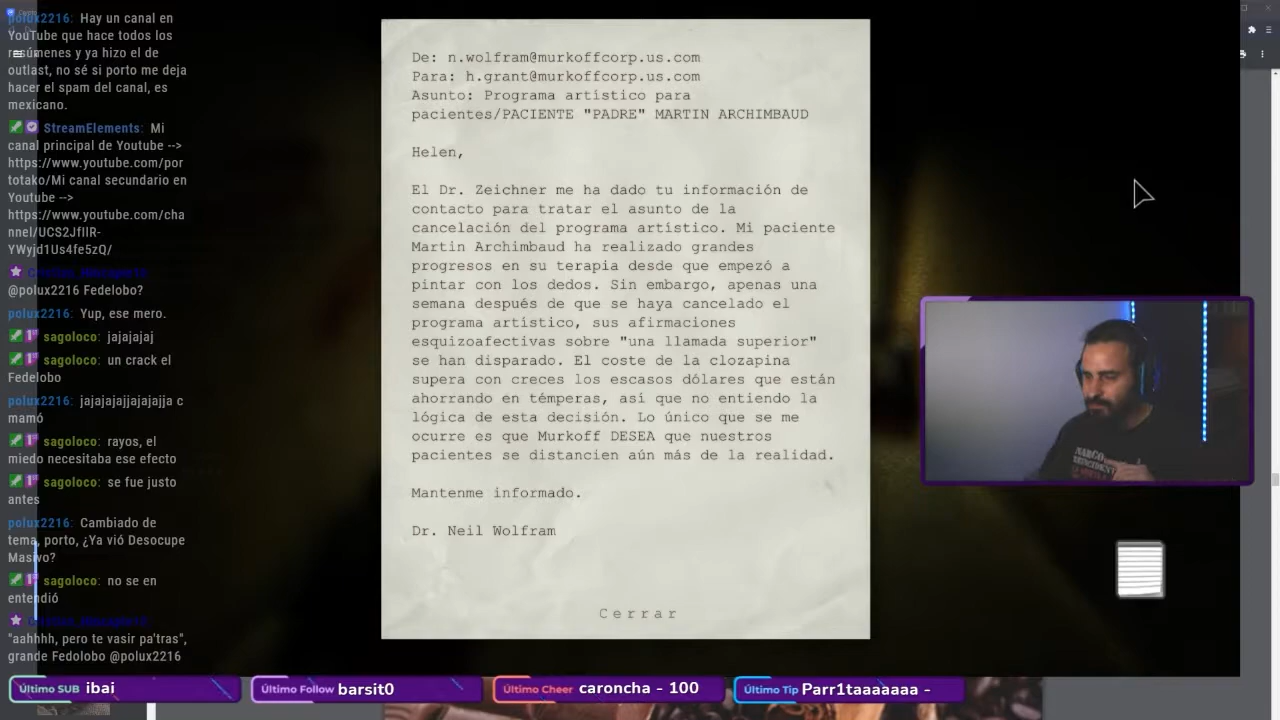 polux2216: Hay un canal en
YouTube que hace todos los
resúmenes y ya hizo el de
outlast, no sé si porto me deja
hacer el spam del canal, es
mexicano.
StreamElements: Mi
canal principal de Youtube -->
https://www.youtube.com/por
totako/Mi canal secundario en
Youtube -->
https://www.youtube.com/cha
nnel/UCS2JfIIR-
YWyjd1Us4fe5zQ/
@polux2216 Fedelobo?
polux2216: Yup, ese mero.
sagoloco: jajajajaj
sagoloco: un crack el
Fedelobo
polux2216: jajajajajjajajajja c
mamó
sagoloco: rayos, el
miedo necesitaba ese efecto
sagoloco: se fue justo
antes
polux2216: Cambiado de
tema, porto, ¿Ya vió Desocupe
Masivo?
sagoloco: no se en
entendió
"aahhhh, pero te vasir pa'tras",
grande Fedolobo @polux2216
De: n.wolfram@murkoffcorp.us.com
Para: h.grant@murkoffcorp.us.com
Asunto: Programa artístico para
pacientes/PACIENTE "PADRE" MARTIN ARCHIMBAUD
Helen,
El Dr. Zeichner me ha dado tu información de
contacto para tratar el asunto de la
cancelación del programa artístico. Mi paciente
Martin Archimbaud ha realizado grandes
progresos en su terapia desde que empezó a
pintar con los dedos. Sin embargo, apenas una
semana después de que se haya cancelado el
programa artístico, sus afirmaciones
esquizoafectivas sobre "una llamada superior"
se han disparado. El coste de la clozapina
supera con creces los escasos dólares que están
ahorrando en témperas, así que no entiendo la
lógica de esta decisión. Lo único que se me
ocurre es que Murkoff DESEA que nuestros
pacientes se distancien aún más de la realidad.
Mantenme informado.
Dr. Neil Wolfram
Cerrar
NARCO
Último SUB ibai
Último Follow barsit0
Último Cheer caroncha - 100
Último Tip Parr1taaaaaaa -